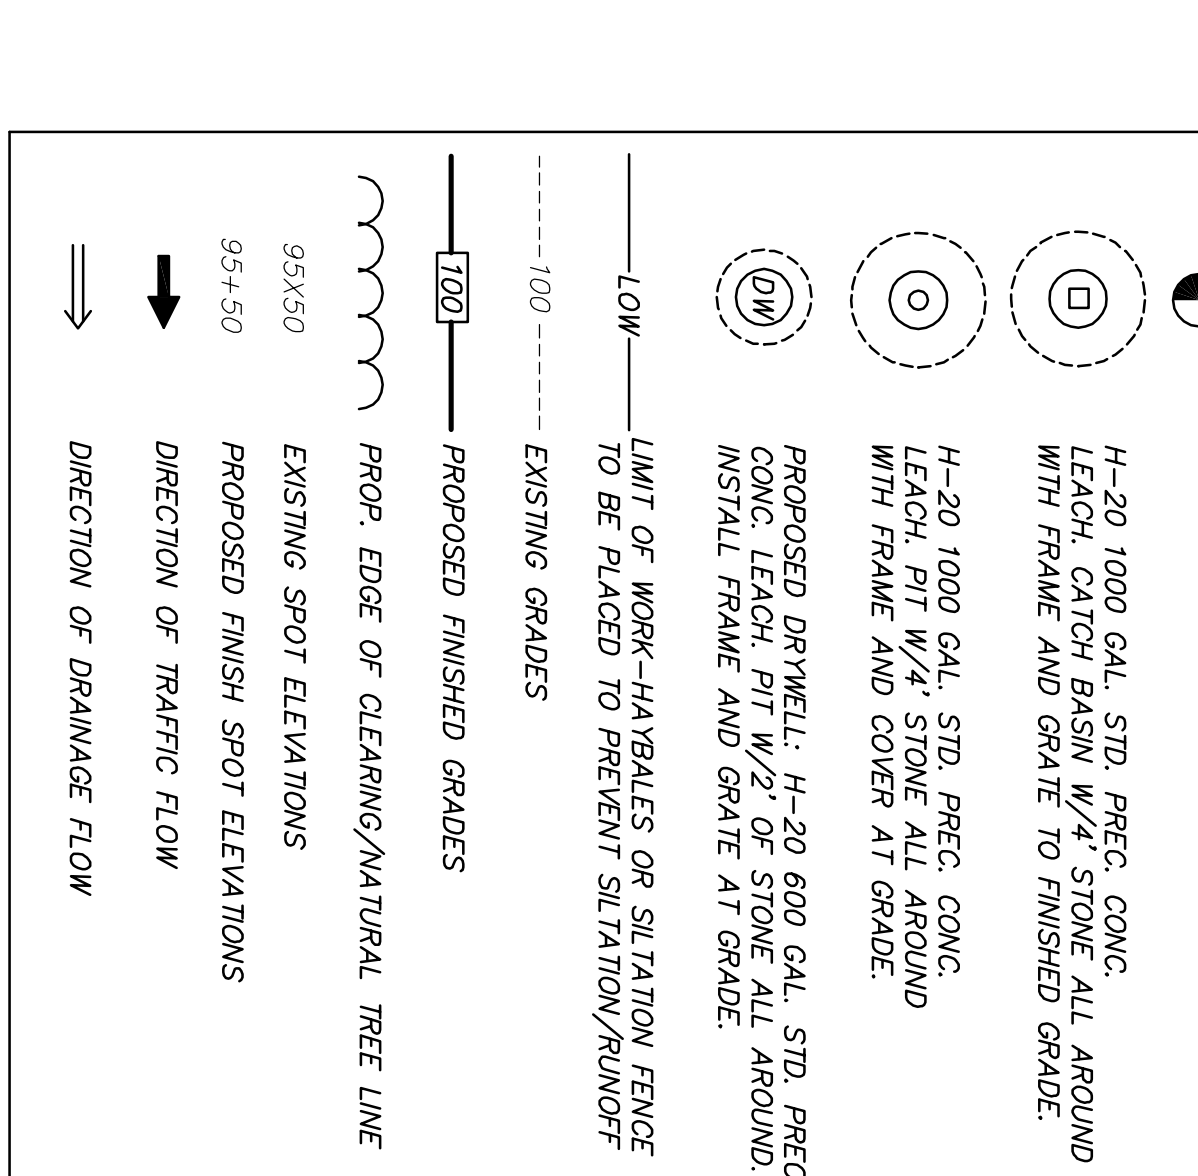 H-20 1000 GAL. STD. PREC. CONC.
LEACH. CATCH BASIN W/4' STONE ALL AROUND
WITH FRAME AND GRATE TO FINISHED GRADE.
H-20 1000 GAL. STD. PREC. CONC.
LEACH. PIT W/4' STONE ALL AROUND
WITH FRAME AND COVER AT GRADE.
DW
PROPOSED DRYWELL: H-20 600 GAL. STD. PREC
CONC. LEACH. PIT W/2' OF STONE ALL AROUND.
INSTALL FRAME AND GRATE AT GRADE.
LOW
LIMIT OF WORK-HAYBALES OR SILTATION FENCE
TO BE PLACED TO PREVENT SILTATION/RUNOFF
100 EXISTING GRADES
100 PROPOSED FINISHED GRADES
PROP. EDGE OF CLEARING/NATURAL TREE LINE
95X50 EXISTING SPOT ELEVATIONS
95+50 PROPOSED FINISH SPOT ELEVATIONS
DIRECTION OF TRAFFIC FLOW
DIRECTION OF DRAINAGE FLOW